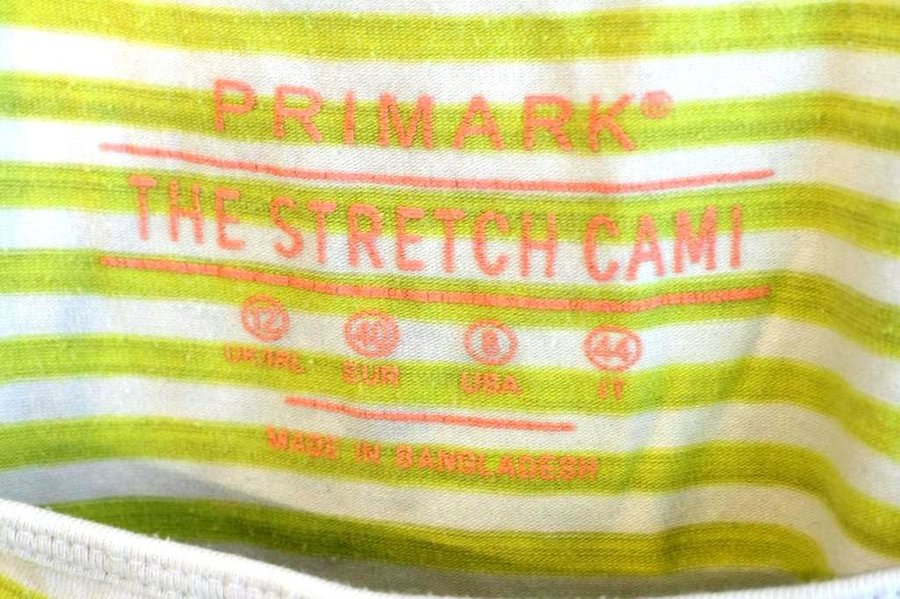 PRIMARK®
THE STRETCH CAMI
12 40 8 44
UK/IRL EUR USA IT
MADE IN BANGLADESH